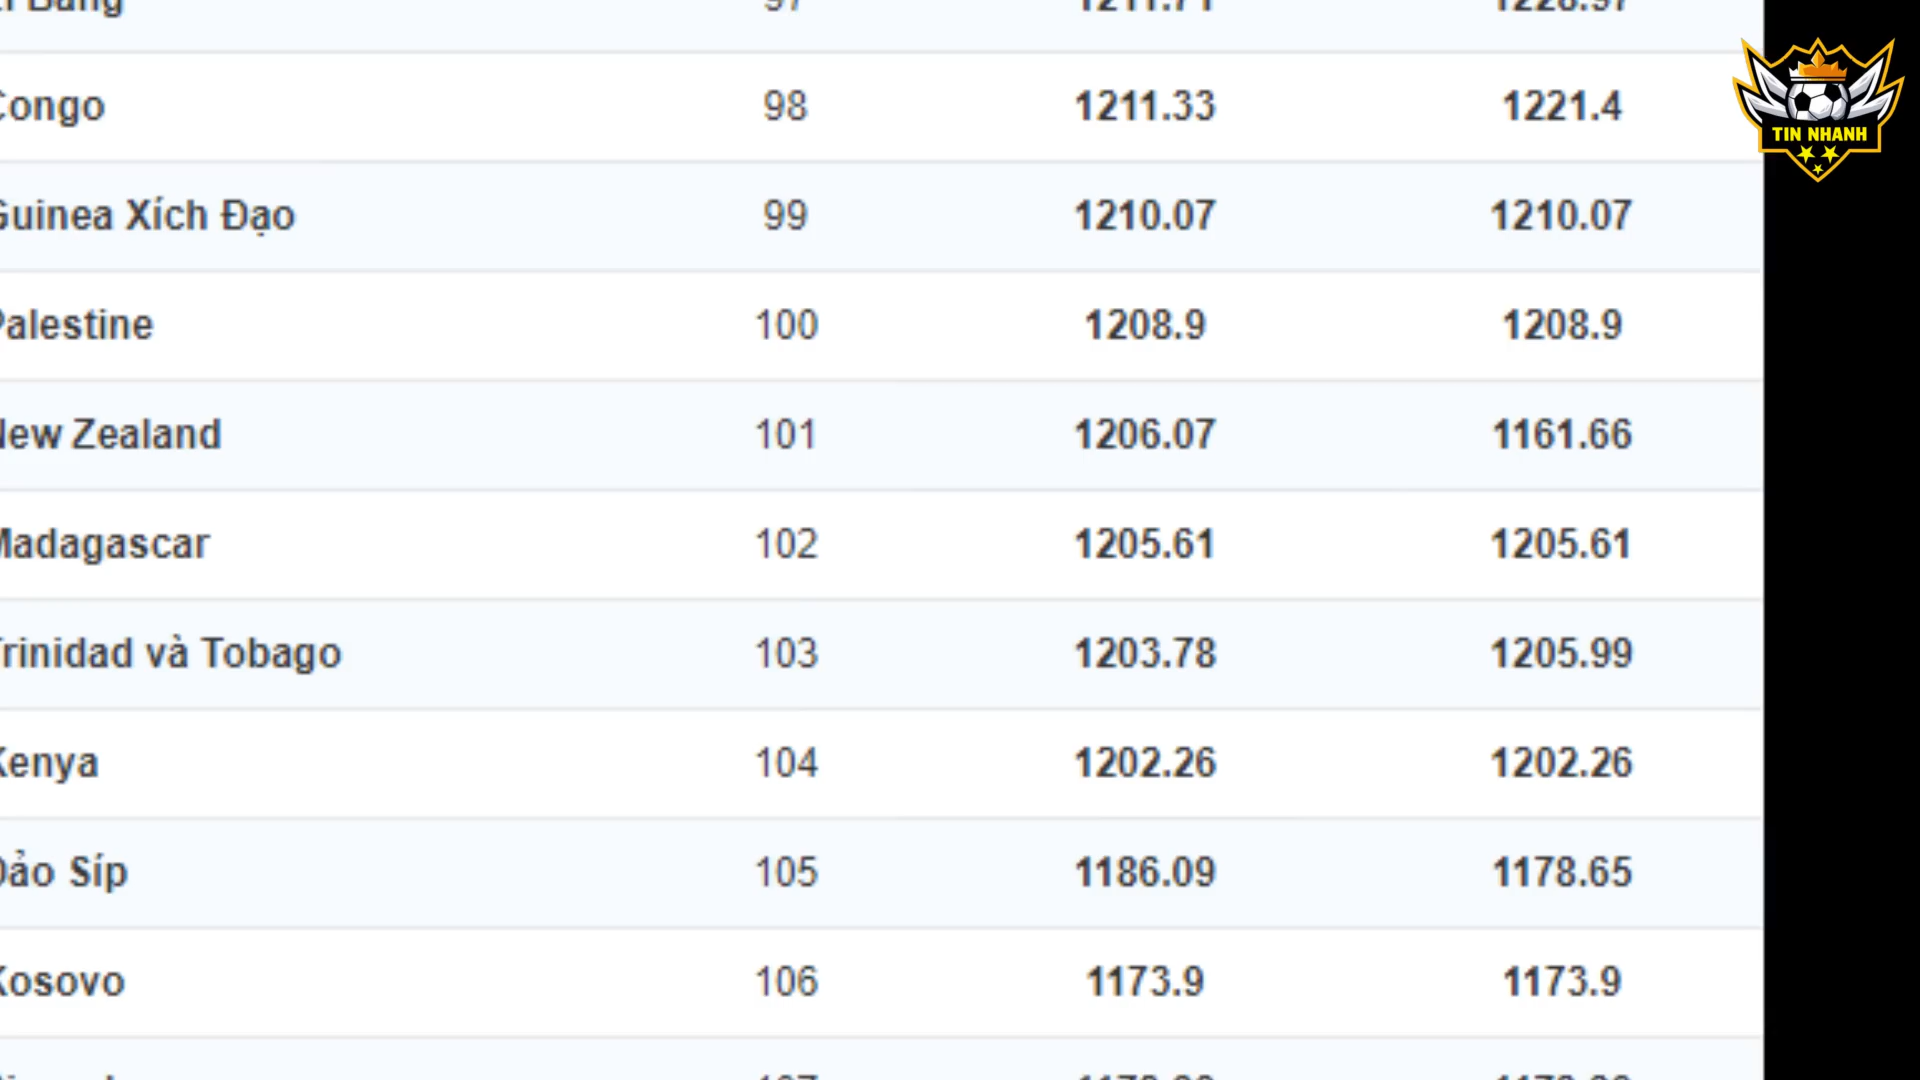 Congo 98 1211.33 1221.4
Guinea Xích Đạo 99 1210.07 1210.07
Palestine 100 1208.9 1208.9
New Zealand 101 1206.07 1161.66
Madagascar 102 1205.61 1205.61
Trinidad và Tobago 103 1203.78 1205.99
Kenya 104 1202.26 1202.26
Đảo Síp 105 1186.09 1178.65
Kosovo 106 1173.9 1173.9
TIN NHANH